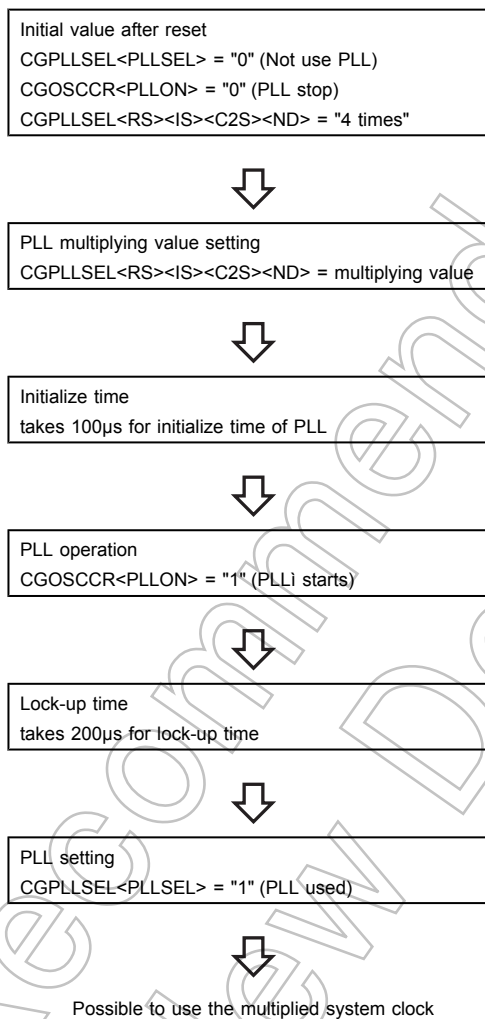 Initial value after reset
CGPLLSEL<PLLSEL> = "0" (Not use PLL)
CGOSCCR<PLLON> = "0" (PLL stop)
CGPLLSEL<RS><IS><C2S><ND> = "4 times"
PLL multiplying value setting
CGPLLSEL<RS><IS><C2S><ND> = multiplying value
Initialize time
takes 100μs for initialize time of PLL
PLL operation
CGOSCCR<PLLON> = "1" (PLLì starts)
Lock-up time
takes 200μs for lock-up time
PLL setting
CGPLLSEL<PLLSEL> = "1" (PLL used)
Possible to use the multiplied system clock